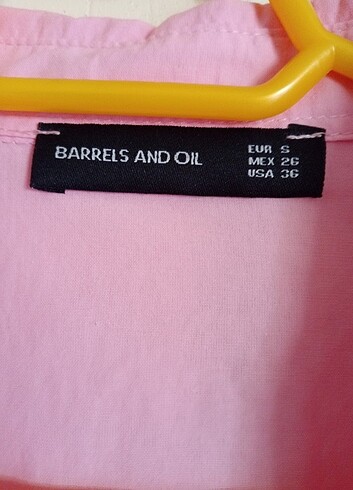 BARRELS AND OIL
EUR S
MEX 26
USA 36